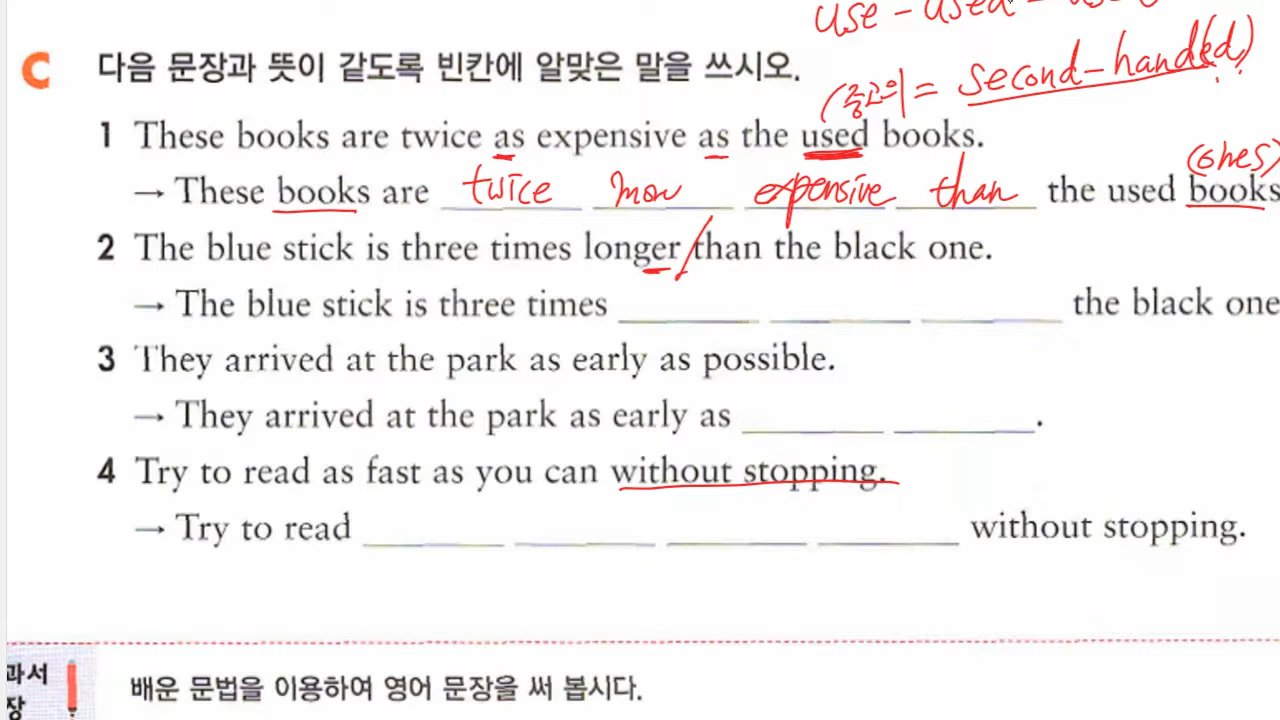 use - used -
C 다음 문장과 뜻이 같도록 빈칸에 알맞은 말을 쓰시오.
(중고의 = second-hand(ed)
1 These books are twice as expensive as the used books.
(ones)
→ These books are twice more expensive than the used books
2 The blue stick is three times longer / than the black one.
→ The blue stick is three times the black one
3 They arrived at the park as early as possible.
→ They arrived at the park as early as .
4 Try to read as fast as you can without stopping.
→ Try to read without stopping.
과서
장
배운 문법을 이용하여 영어 문장을 써 봅시다.